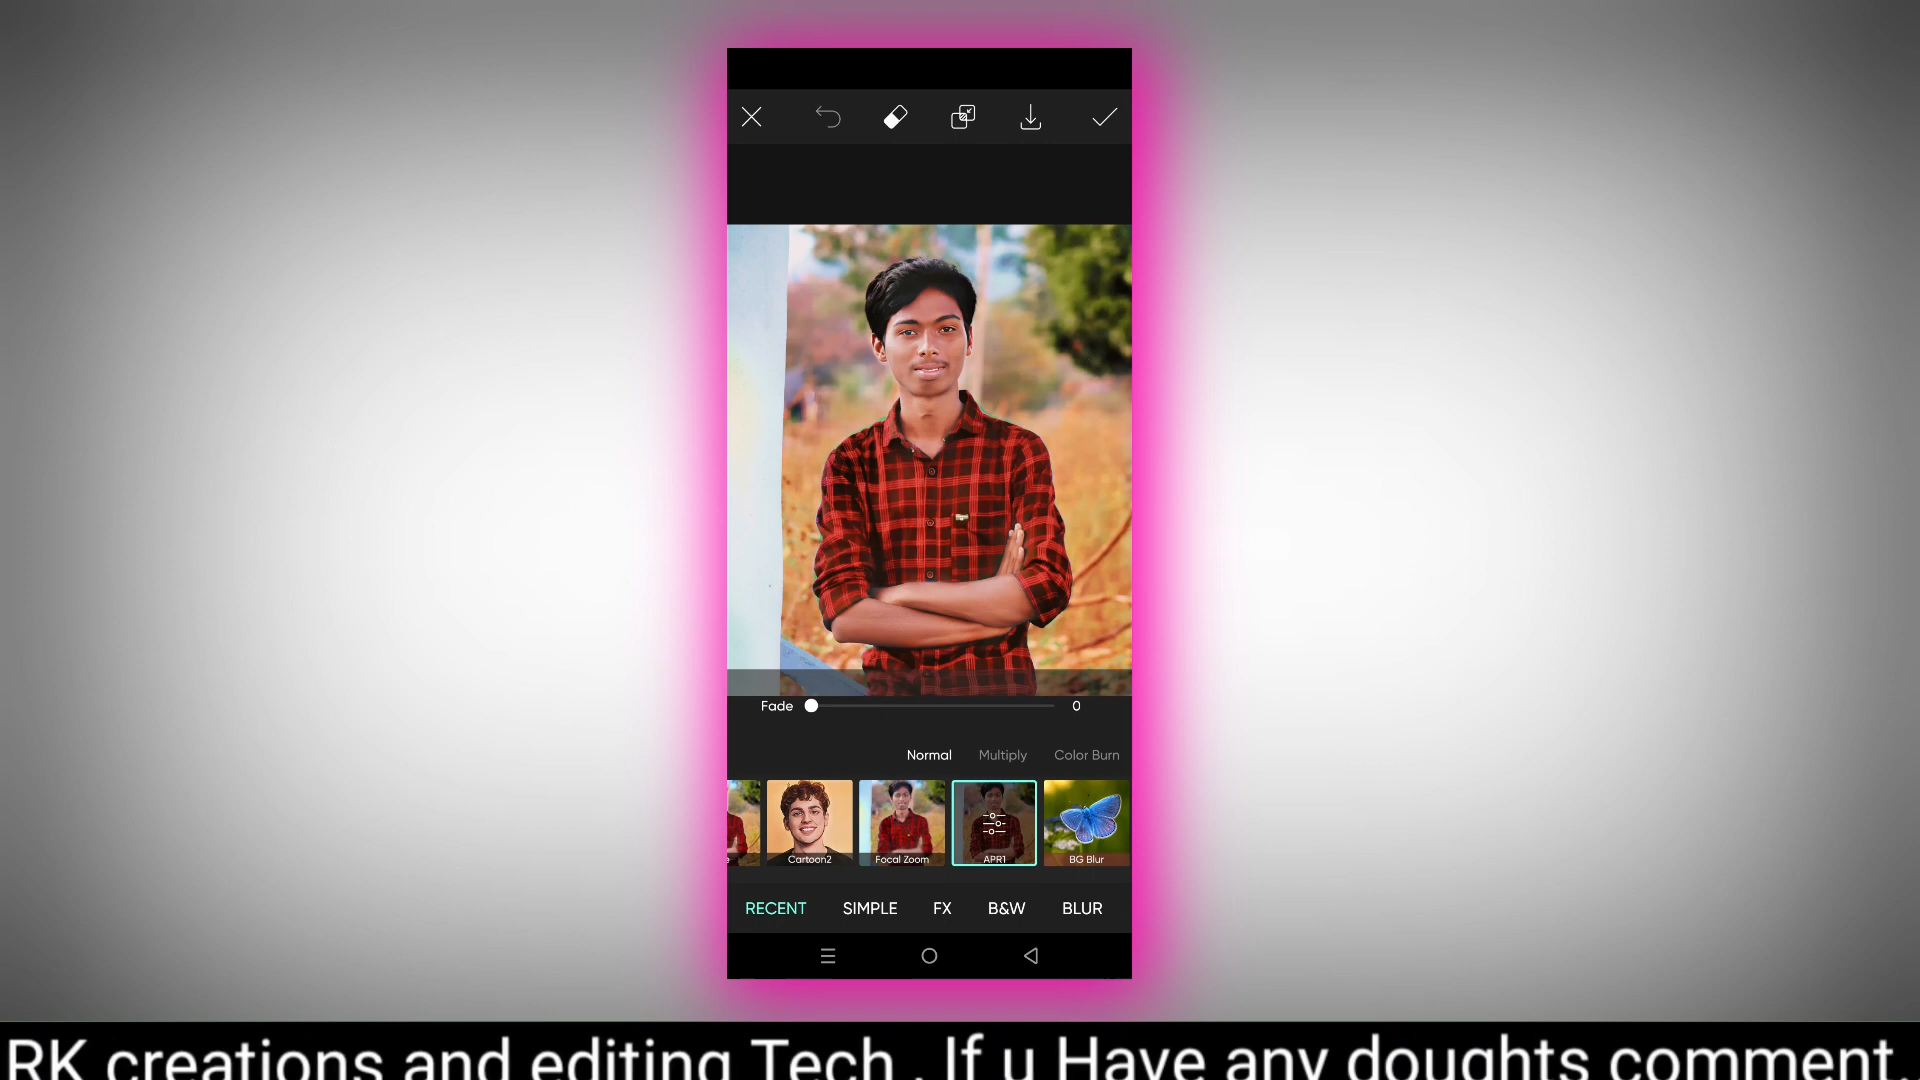 Fade 0
Normal Multiply Color Burn
e Cartoon2 Focal Zoom APR1 BG Blur
RECENT SIMPLE FX B&W BLUR
RK creations and editing Tech . If u Have any doughts comment.